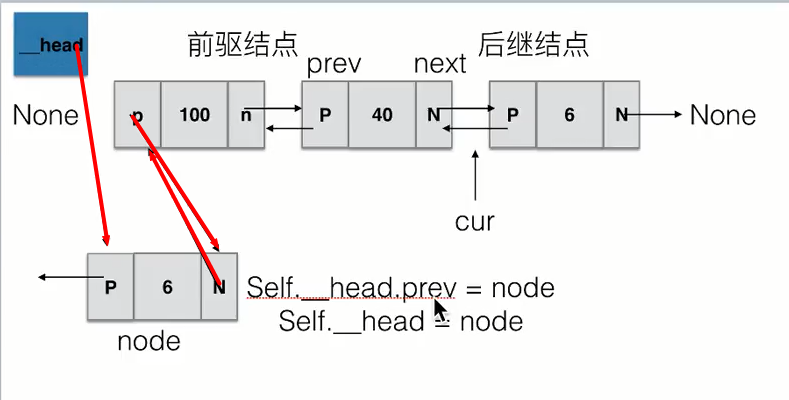 __head
前驱结点
后继结点
prev
next
None
p 100 n
P 40 N
P 6 N
None
cur
P 6 N
Self.__head.prev = node
Self.__head = node
node